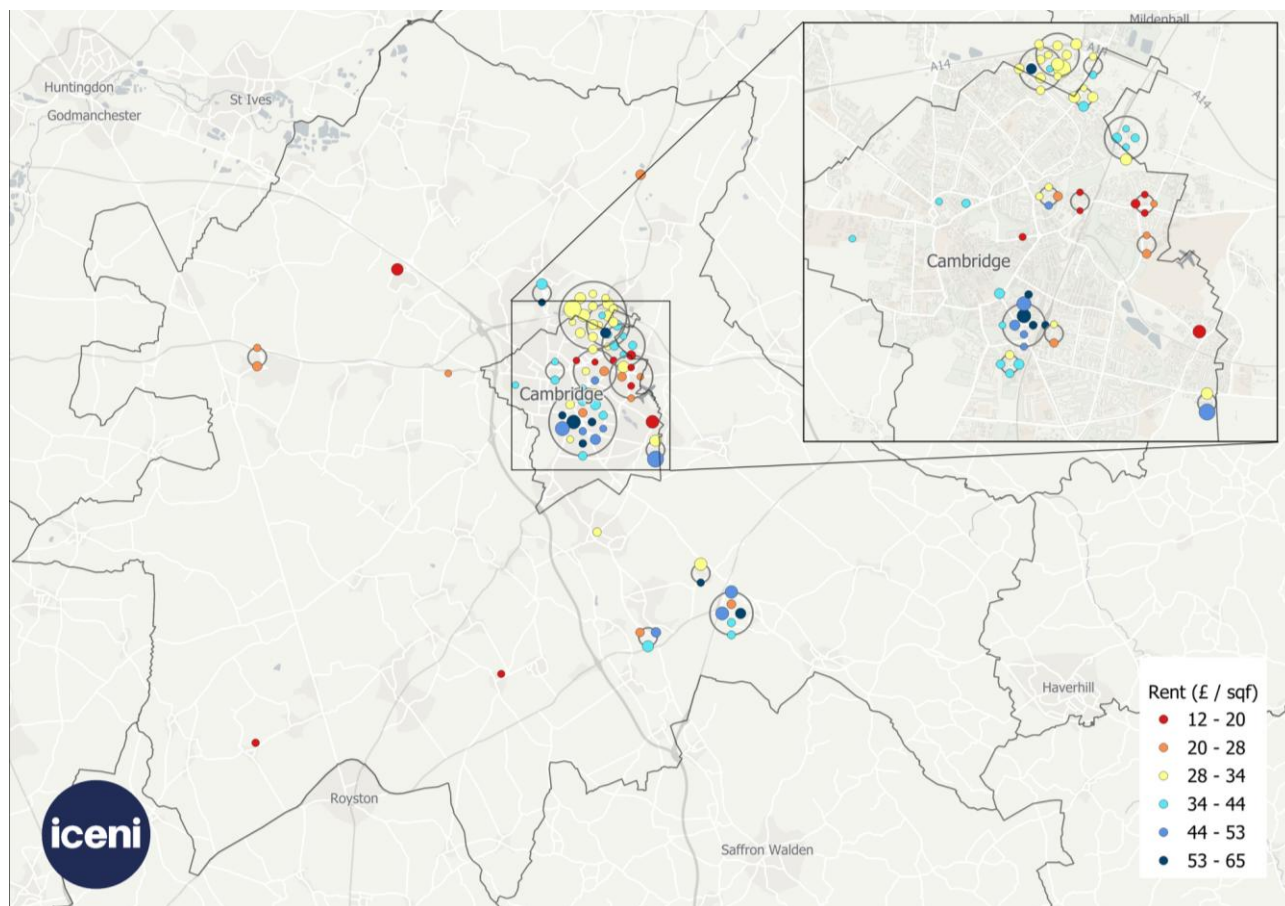 Mildenhall
A14
A14
Huntingdon
St Ives
Godmanchester
Cambridge
Cambridge
Haverhill
Royston
Saffron Walden
Rent (£ / sqf)
12 - 20
20 - 28
28 - 34
34 - 44
44 - 53
53 - 65
iceni